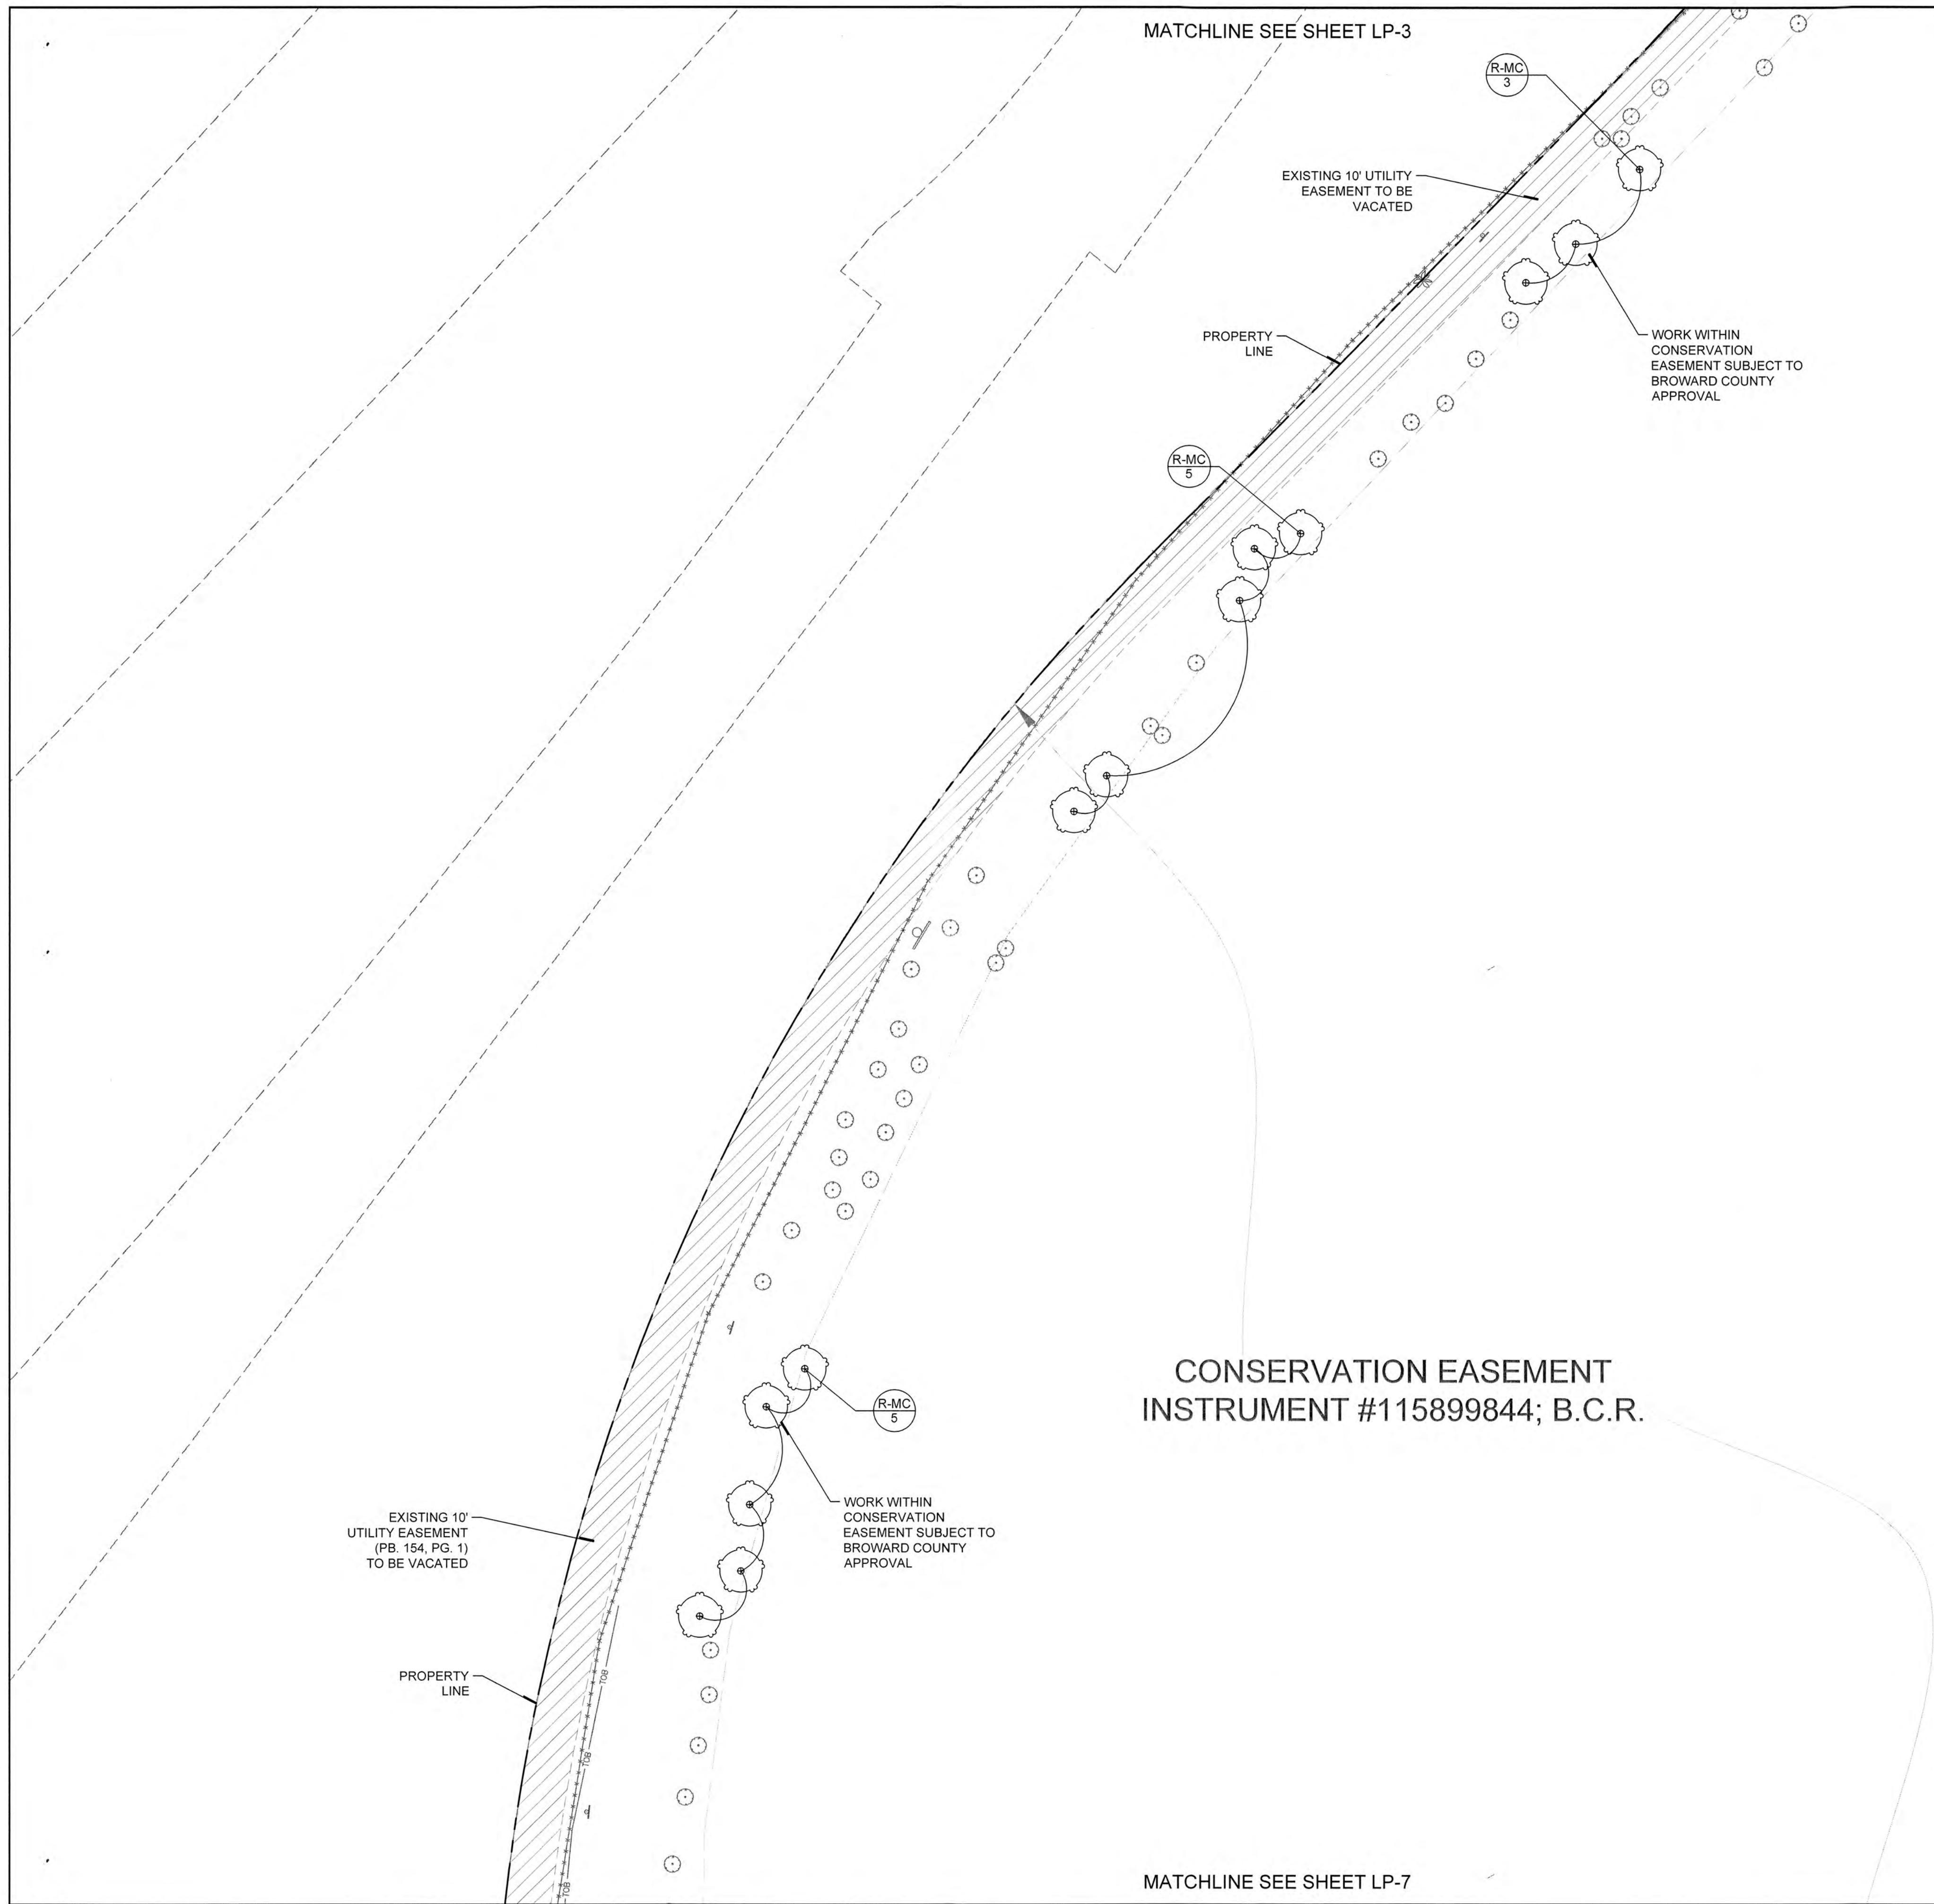 MATCHLINE SEE SHEET LP-3
R-MC
3
EXISTING 10' UTILITY
EASEMENT TO BE
VACATED
PROPERTY
LINE
WORK WITHIN
CONSERVATION
EASEMENT SUBJECT TO
BROWARD COUNTY
APPROVAL
R-MC
5
CONSERVATION EASEMENT
INSTRUMENT #115899844; B.C.R.
R-MC
5
WORK WITHIN
CONSERVATION
EASEMENT SUBJECT TO
BROWARD COUNTY
APPROVAL
EXISTING 10'
UTILITY EASEMENT
(PB. 154, PG. 1)
TO BE VACATED
PROPERTY
LINE
TOB
TOB
TOB
MATCHLINE SEE SHEET LP-7